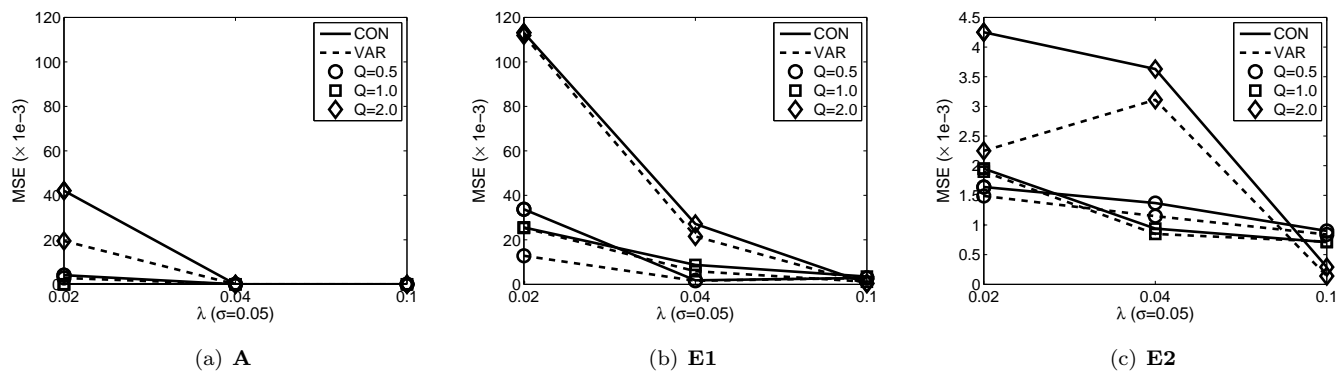 120
100
80
60
40
20
0
MSE (× 1e−3)
0.02
0.04
0.1
λ (σ=0.05)
CON
VAR
Q=0.5
Q=1.0
Q=2.0
(a) A
120
100
80
60
40
20
0
MSE (× 1e−3)
0.02
0.04
0.1
λ (σ=0.05)
CON
VAR
Q=0.5
Q=1.0
Q=2.0
(b) E1
4.5
4
3.5
3
2.5
2
1.5
1
0.5
0
MSE (× 1e−3)
0.02
0.04
0.1
λ (σ=0.05)
CON
VAR
Q=0.5
Q=1.0
Q=2.0
(c) E2